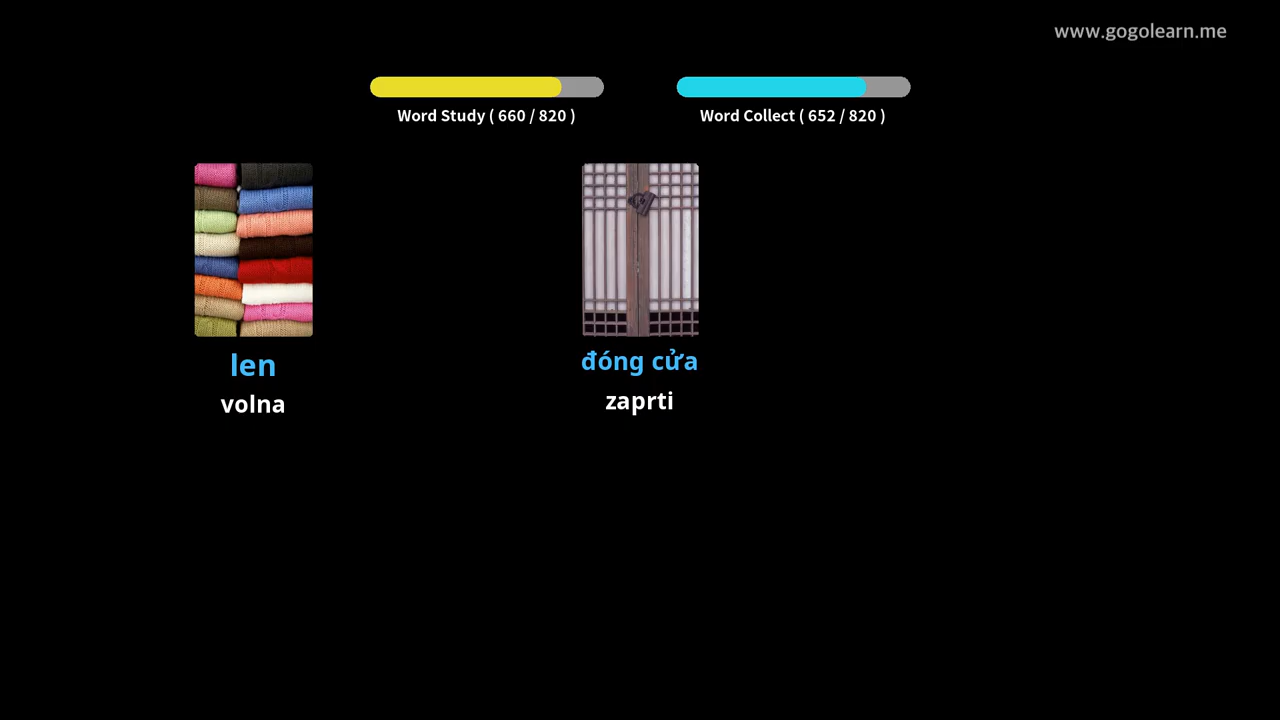 www.gogolearn.me
Word Study ( 660 / 820 )
Word Collect ( 652 / 820 )
len
volna
đóng cửa
zaprti